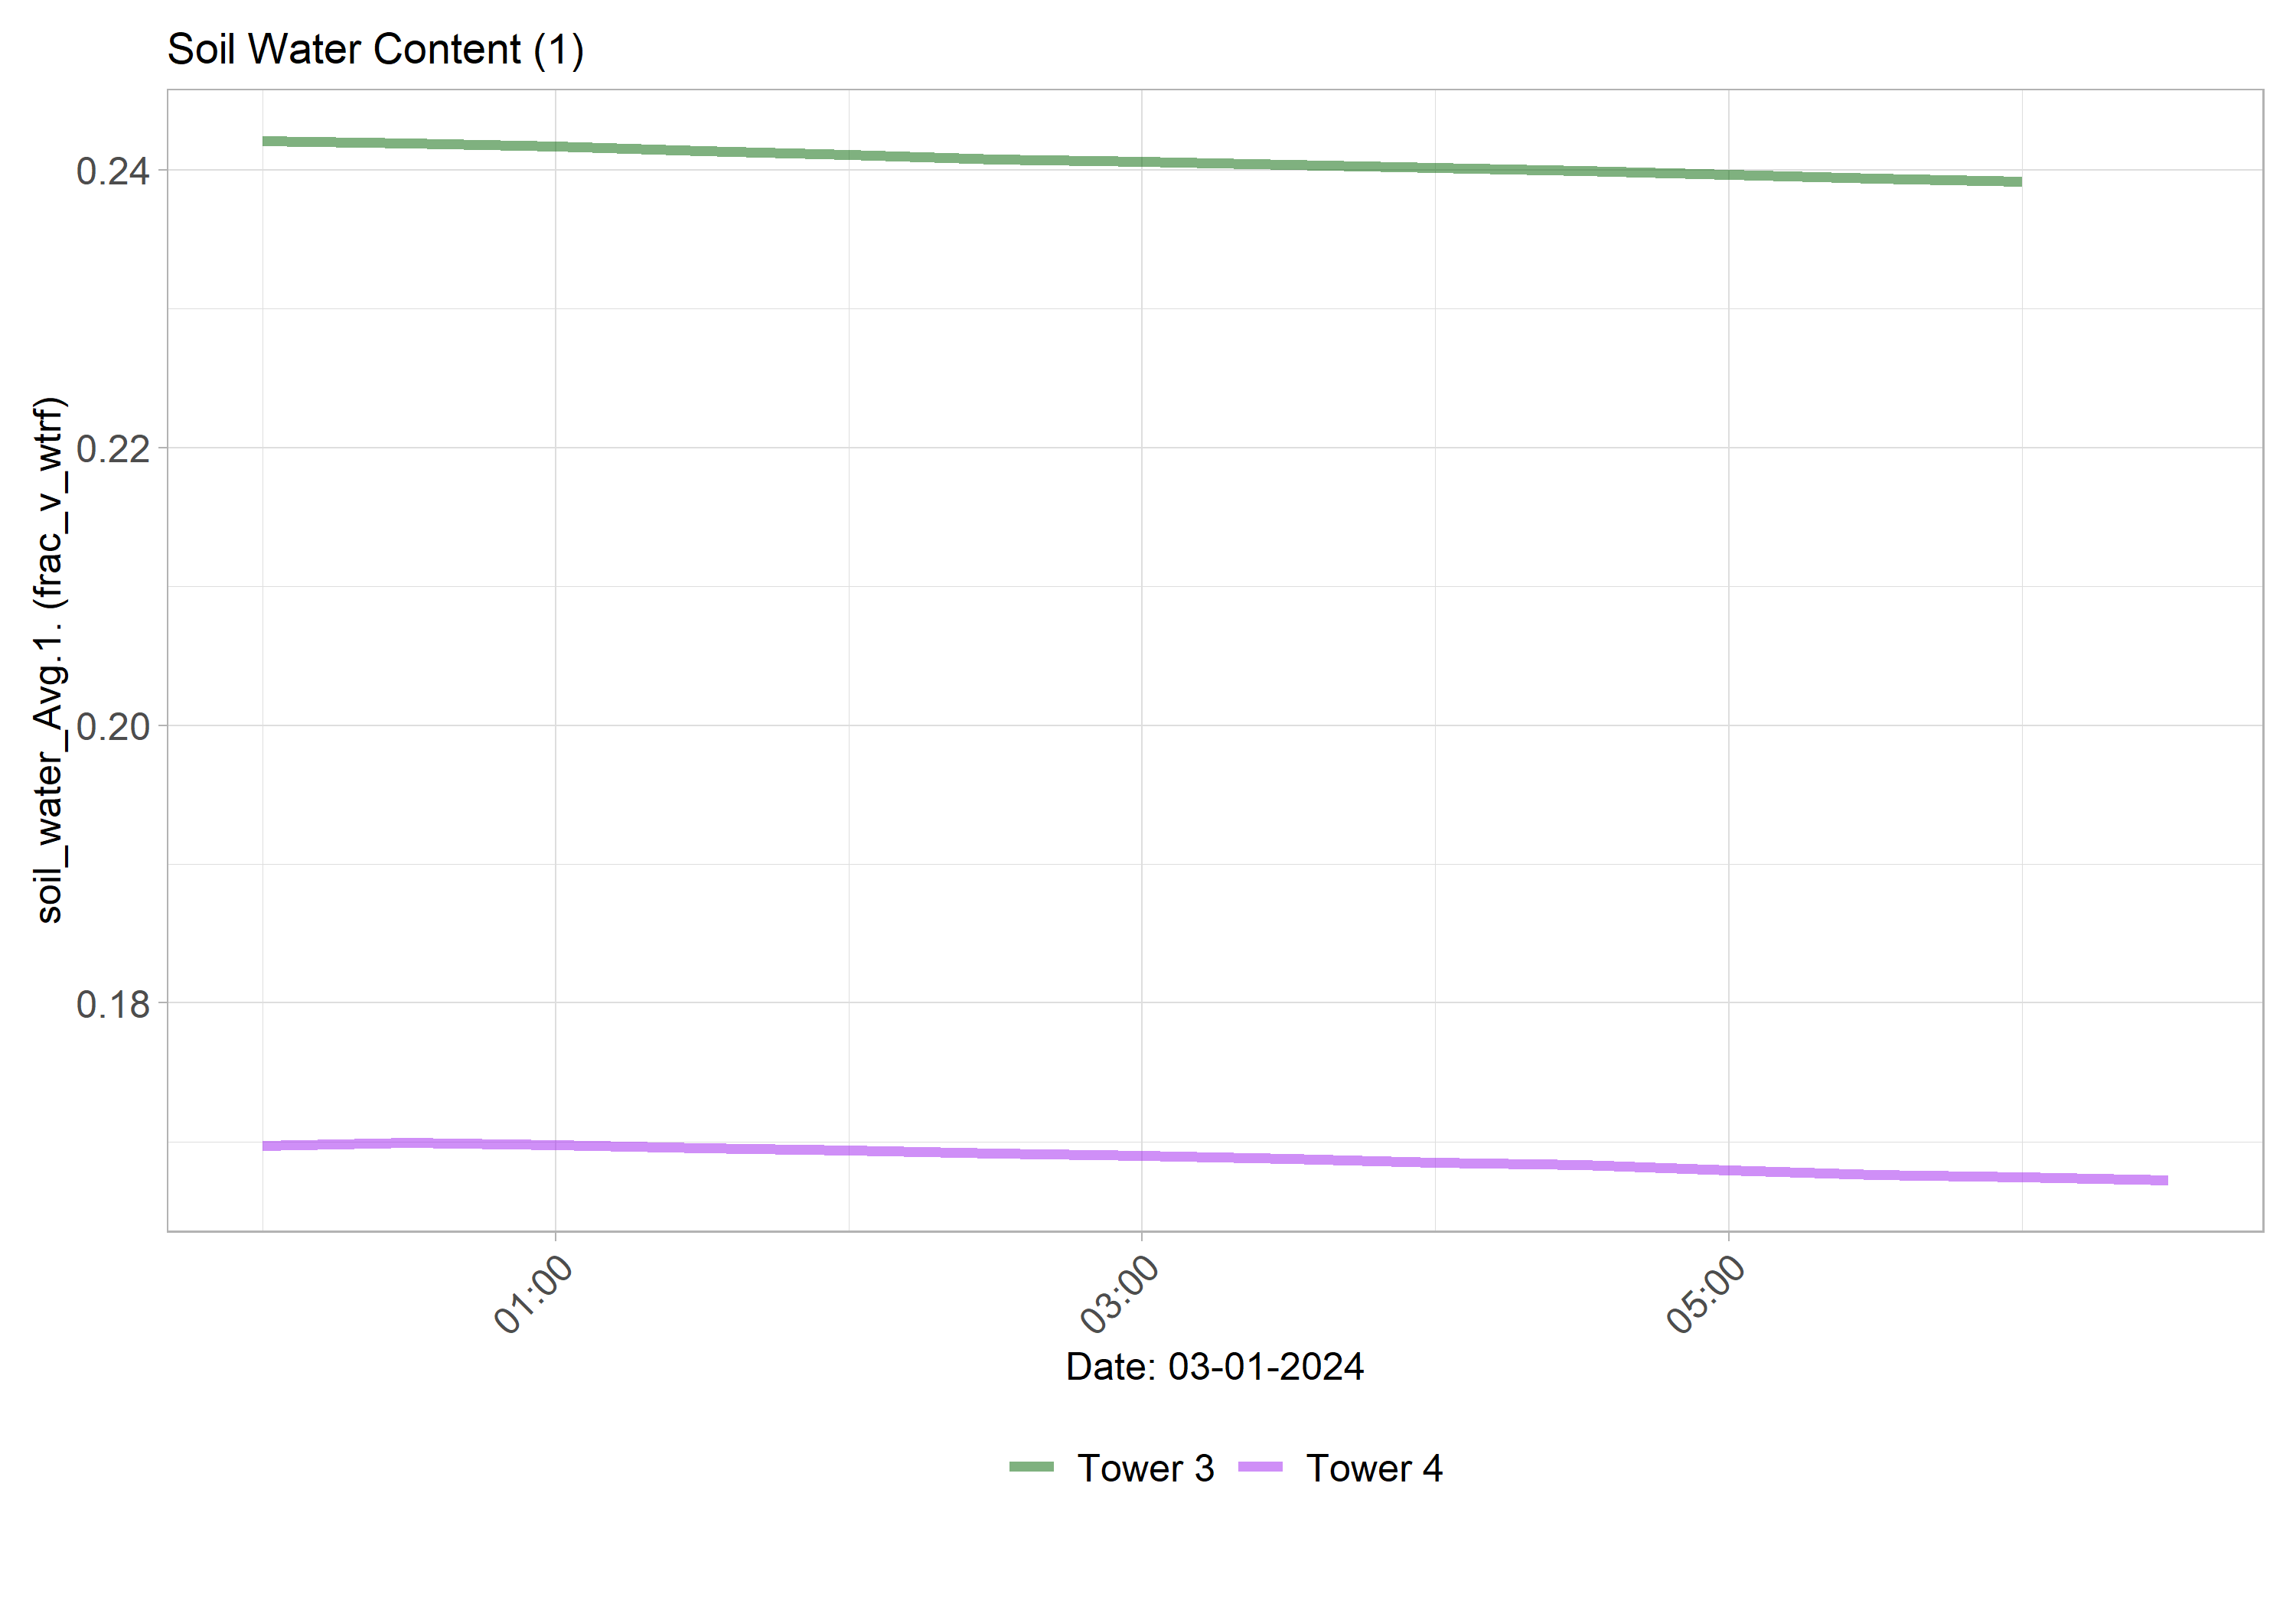 Soil Water Content (1)
soil_water_Avg.1. (frac_v_wtrf)
0.24
0.22
0.20
0.18
01:00
03:00
05:00
Date: 03-01-2024
Tower 3
Tower 4